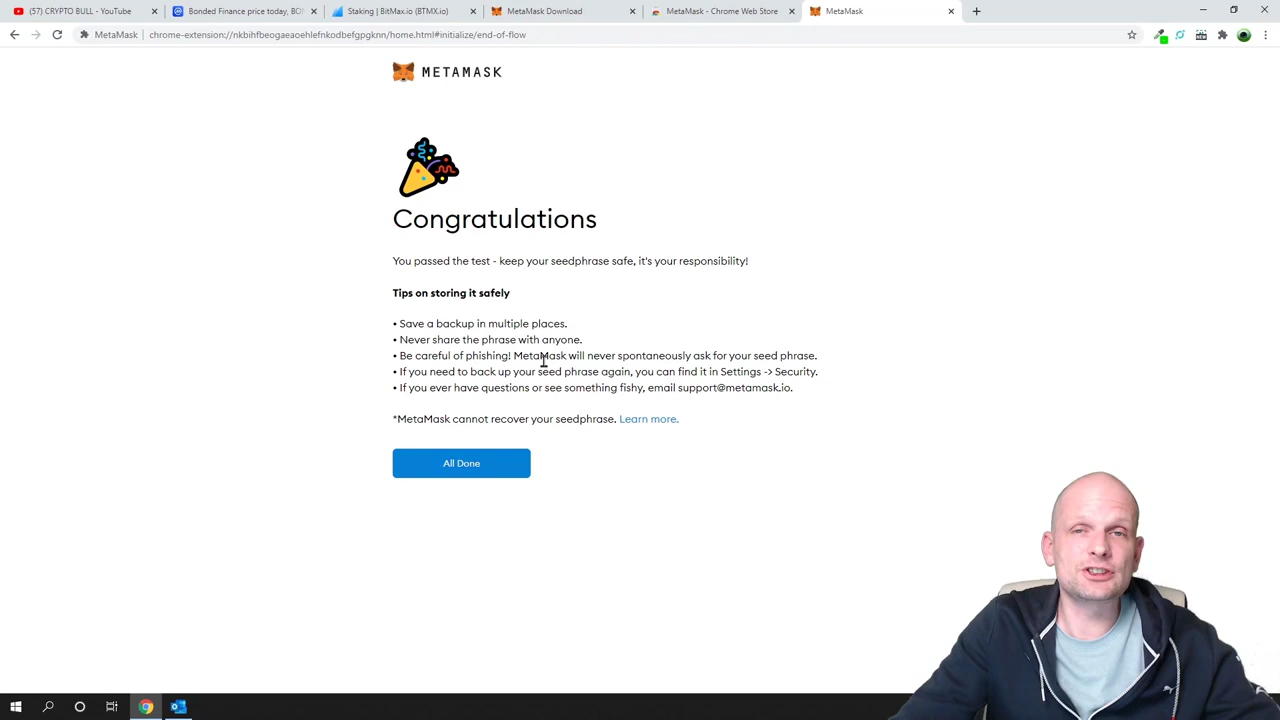 (57) CRYPTO BULL - YouTube
Bonded Finance price today, BON
Staking | BitMax.io (BTMX.io)
MetaMask Download
MetaMask - Chrome Web Store
MetaMask
MetaMask
chrome-extension://nkbihfbeogaeaoehlefnkodbefgpgknn/home.html#initialize/end-of-flow
METAMASK
Congratulations
You passed the test - keep your seedphrase safe, it's your responsibility!
Tips on storing it safely
• Save a backup in multiple places.
• Never share the phrase with anyone.
• Be careful of phishing! MetaMask will never spontaneously ask for your seed phrase.
• If you need to back up your seed phrase again, you can find it in Settings -> Security.
• If you ever have questions or see something fishy, email support@metamask.io.
*MetaMask cannot recover your seedphrase. Learn more.
All Done